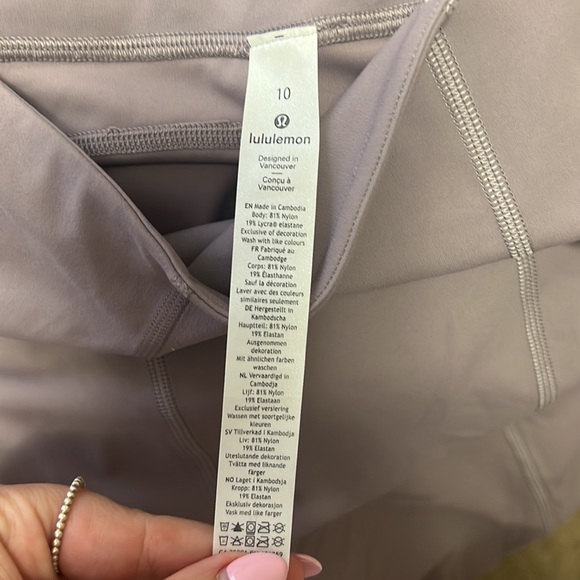 10
lululemon
Designed in
Vancouver
Conçu à
Vancouver
EN Made in Cambodia
Body: 81% Nylon
19% Lycra® elastane
Exclusive of decoration
Wash with like colours
FR Fabriqué au
Cambodge
Corps: 81% Nylon
19% Élasthanne
Sauf la décoration
Laver avec des couleurs
similaires seulement
DE Hergestellt in
Kambodscha
Hauptteil: 81% Nylon
19% Elastan
Ausgenommen
dekoration
Mit ähnlichen farben
waschen
NL Vervaardigd in
Cambodja
Lijf: 81% Nylon
19% Elastaan
Exclusief versiering
Wassen met soortgelijke
kleuren
SV Tillverkad i Kambodja
Liv: 81% Nylon
19% Elastan
Uteslutande dekoration
Tvätta med liknande
färger
NO Laget i Kambodsja
Kropp: 81% Nylon
19% Elastan
Eksklusiv dekorasjon
Vask med like farger